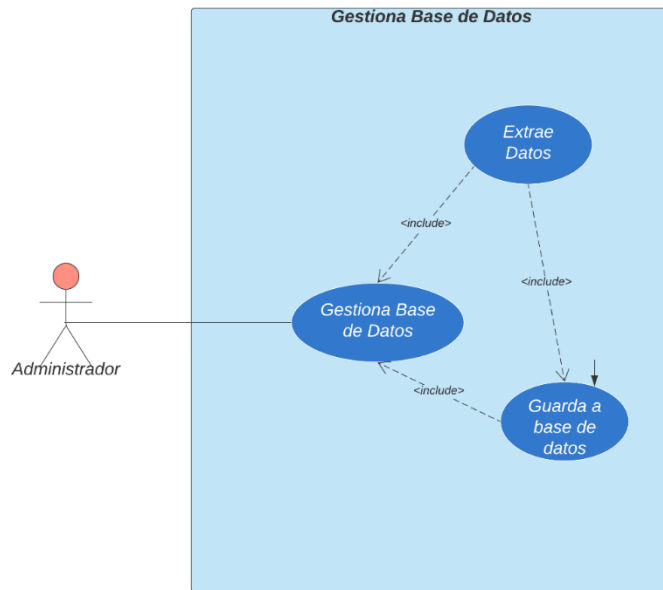 Gestiona Base de Datos
Extrae
Datos
<include>
<include>
Gestiona Base
de Datos
Administrador
<include>
Guarda a
base de
datos